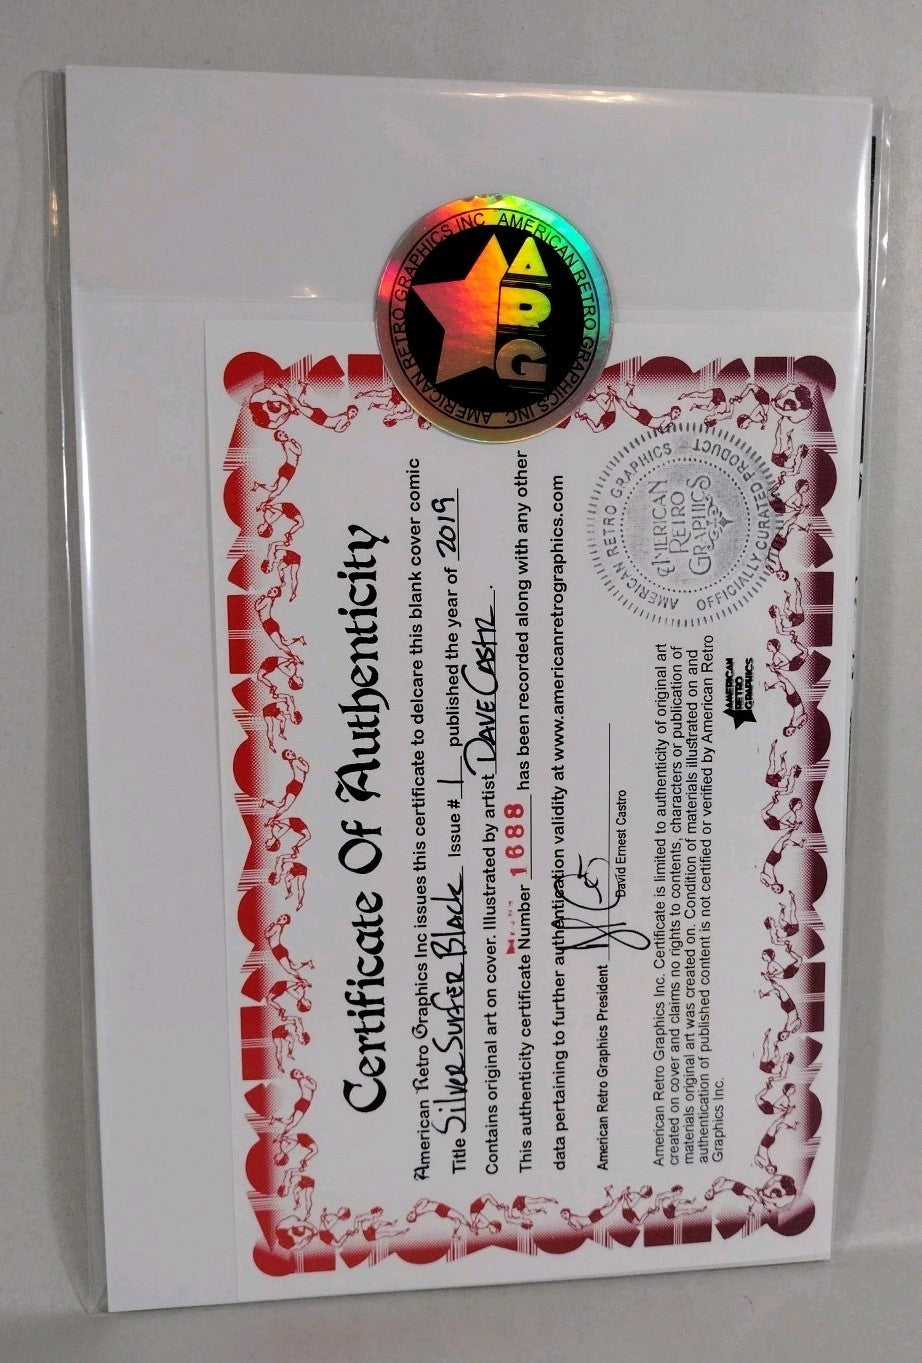 AMERICAN RETRO GRAPHICS INC AMERICAN RETRO GRAPHICS INC
ARG
Certificate Of Authenticity
American Retro Graphics Inc issues this certificate to delcare this blank cover comic
Title Silver Surfer Black Issue # 1 published the year of 2019
Contains original art on cover. Illustrated by artist Dave Castr.
This authenticity certificate Number 1688 has been recorded along with any other
data pertaining to further authentication validity at www.americanretrographics.com
American Retro Graphics President
David Ernest Castro
AMERICAN RETRO GRAPHICS
OFFICIALLY CURATED PRODUCT
AMERICAN
RETRO
GRAPHICS
American Retro Graphics Inc. Certificate is limited to authenticity of original art
created on cover and claims no rights to contents, characters or publication of
materials original art was created on. Condition of materials illustrated on and
authentication of published content is not certified or verified by American Retro
Graphics Inc.
AMERICAN
RETRO
GRAPHICS